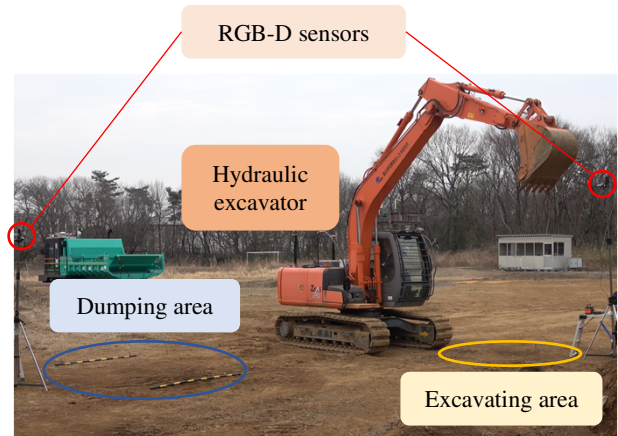 RGB-D sensors
Hydraulic
excavator
Dumping area
Excavating area